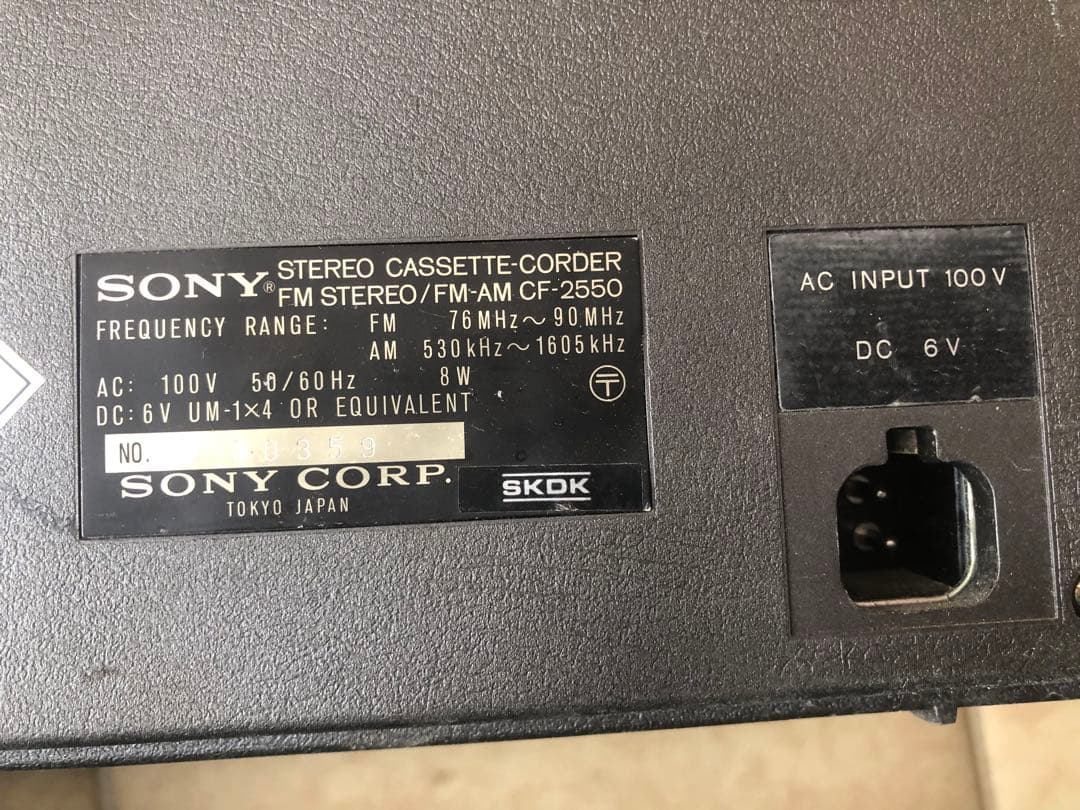 SONY® STEREO CASSETTE-CORDER
FM STEREO/FM-AM CF-2550
FREQUENCY RANGE: FM 76MHz~90MHz
AM 530kHz~1605kHz
AC: 100V 50/60Hz 8W
DC: 6V UM-1×4 OR EQUIVALENT
NO.
SONY CORP.
TOKYO JAPAN
SKDK
AC INPUT 100V
DC 6V